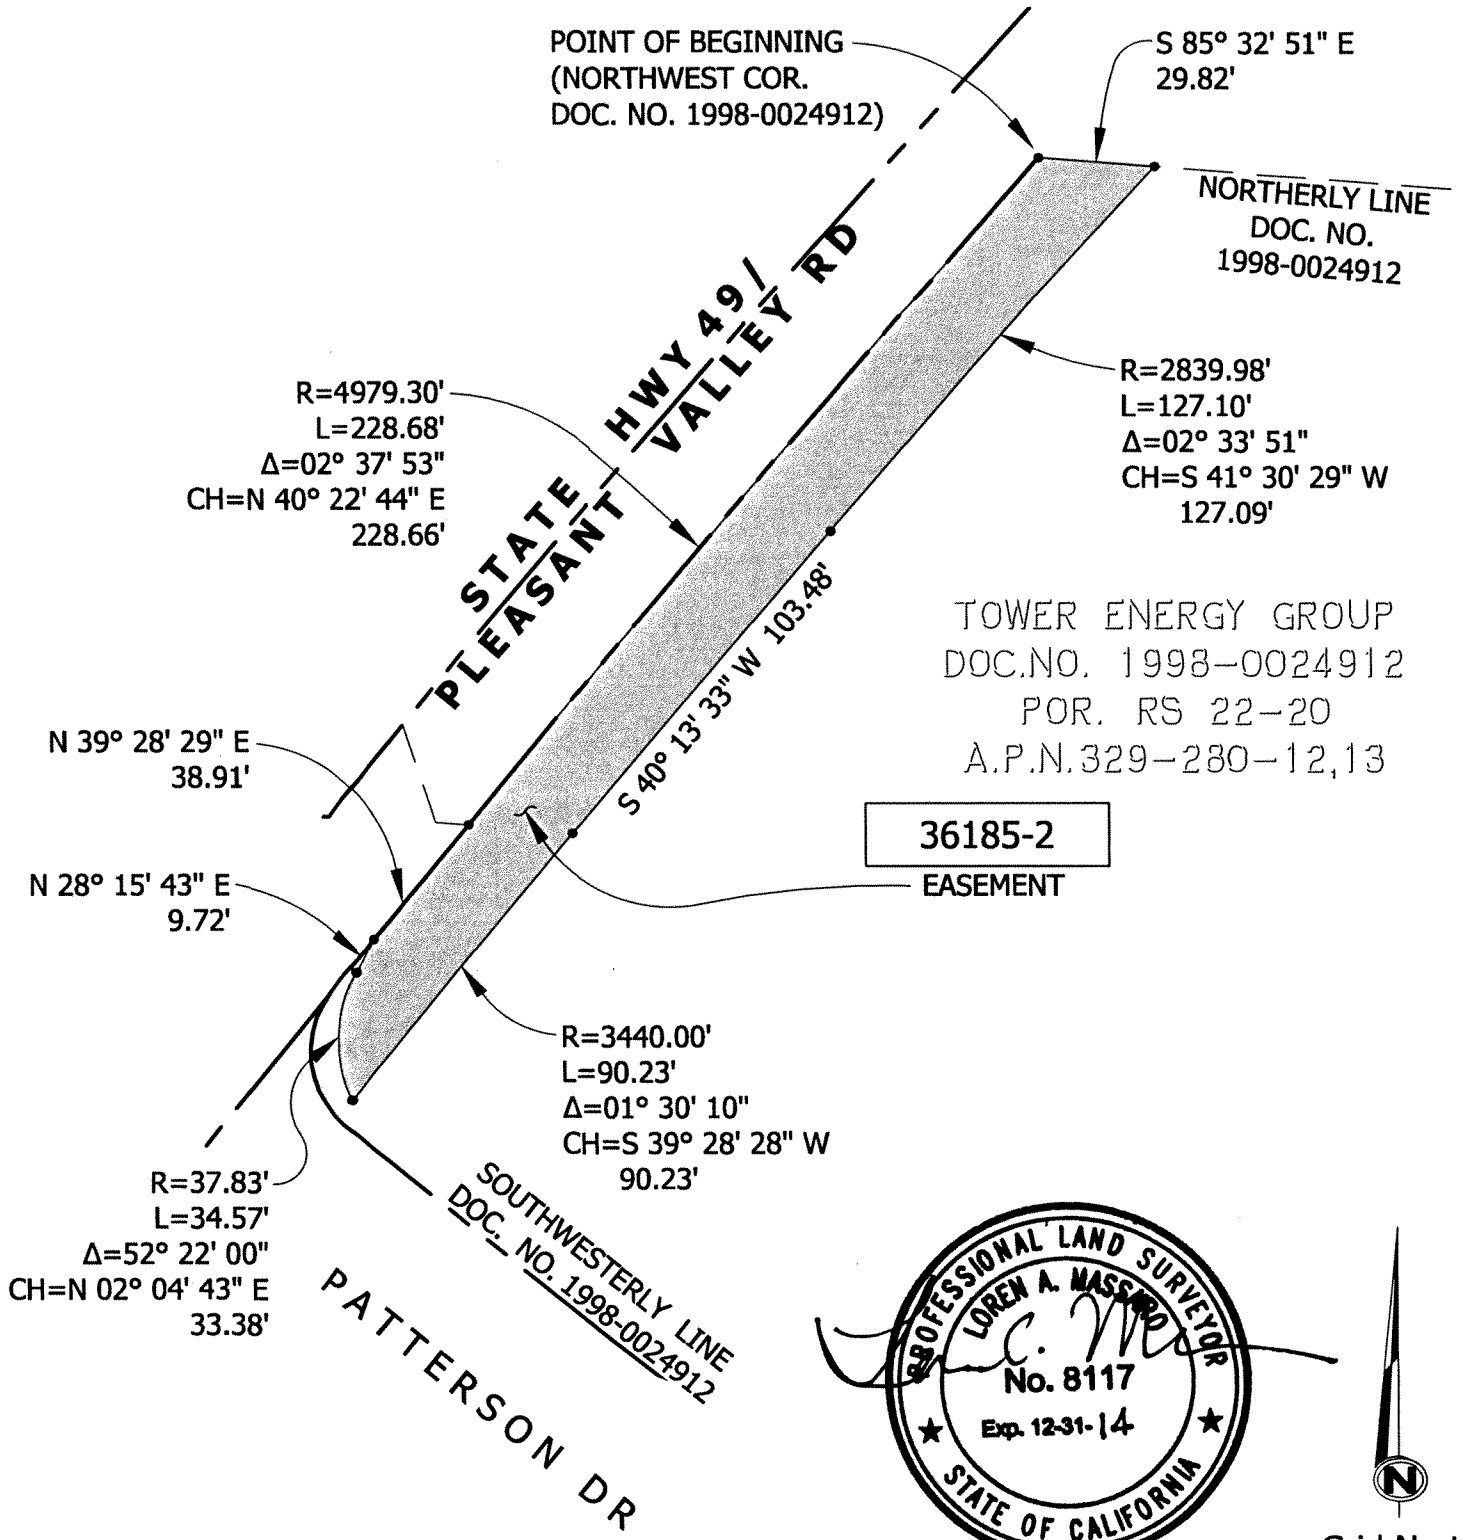 POINT OF BEGINNING
(NORTHWEST COR.
DOC. NO. 1998-0024912)
S 85° 32' 51" E
29.82'
NORTHERLY LINE
DOC. NO.
1998-0024912
STATE HWY 49/
PLEASANT VALLEY RD
R=4979.30'
L=228.68'
Δ=02° 37' 53"
CH=N 40° 22' 44" E
228.66'
R=2839.98'
L=127.10'
Δ=02° 33' 51"
CH=S 41° 30' 29" W
127.09'
S 40° 13' 33" W 103.48'
TOWER ENERGY GROUP
DOC.NO. 1998-0024912
POR. RS 22-20
A.P.N.329-280-12,13
N 39° 28' 29" E
38.91'
36185-2
EASEMENT
N 28° 15' 43" E
9.72'
R=3440.00'
L=90.23'
Δ=01° 30' 10"
CH=S 39° 28' 28" W
90.23'
R=37.83'
L=34.57'
Δ=52° 22' 00"
CH=N 02° 04' 43" E
33.38'
SOUTHWESTERLY LINE
DOC. NO. 1998-0024912
PATTERSON DR
PROFESSIONAL LAND SURVEYOR
LOREN A. MASSARO
No. 8117
Exp. 12-31-14
STATE OF CALIFORNIA
N